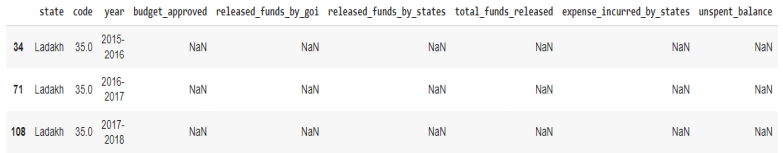 state code year budget_approved released_funds_by_goi released_funds_by_states total_funds_released expense_incurred_by_states unspent_balance
34 Ladakh 35.0 2015-2016 NaN NaN NaN NaN NaN NaN
71 Ladakh 35.0 2016-2017 NaN NaN NaN NaN NaN NaN
108 Ladakh 35.0 2017-2018 NaN NaN NaN NaN NaN NaN